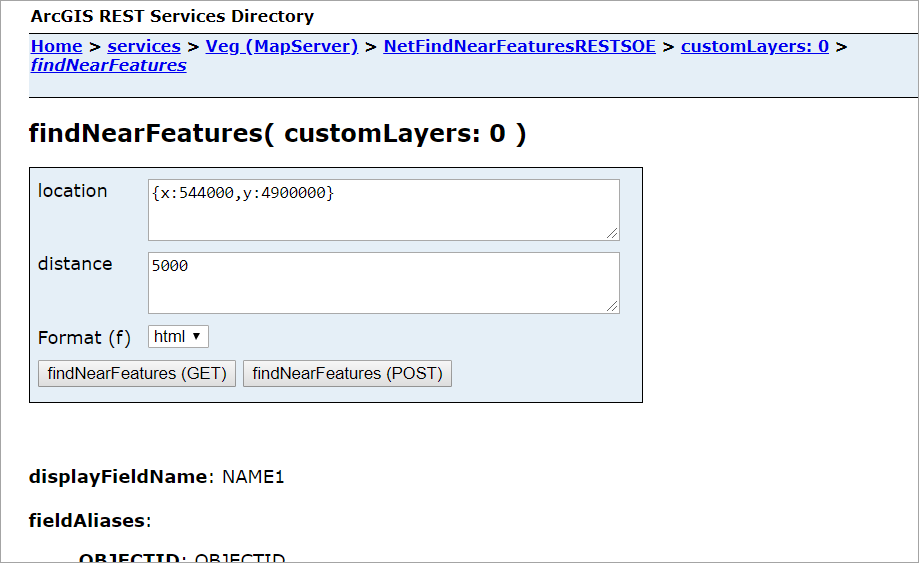 ArcGIS REST Services Directory
Home > services > Veg (MapServer) > NetFindNearFeaturesRESTSOE > customLayers: 0 >
findNearFeatures
findNearFeatures( customLayers: 0 )
location
{x:544000,y:4900000}
distance
5000
Format (f)
html
findNearFeatures (GET) findNearFeatures (POST)
displayFieldName: NAME1
fieldAliases:
OBJECTID: OBJECTID